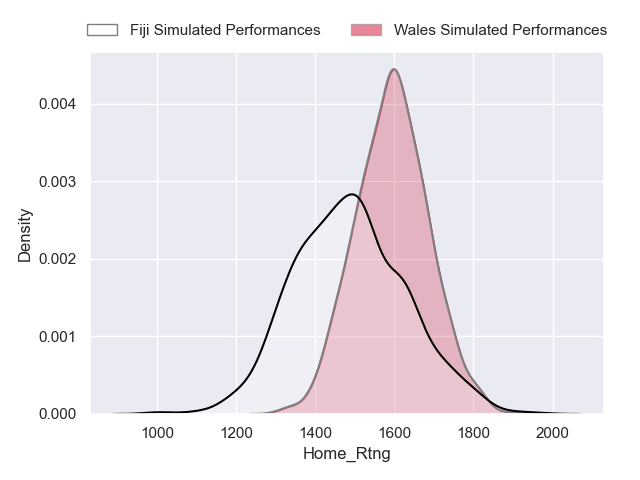 Fiji Simulated Performances
Wales Simulated Performances
0.004
0.003
0.002
0.001
0.000
Density
1000
1200
1400
1600
1800
2000
Home_Rtng